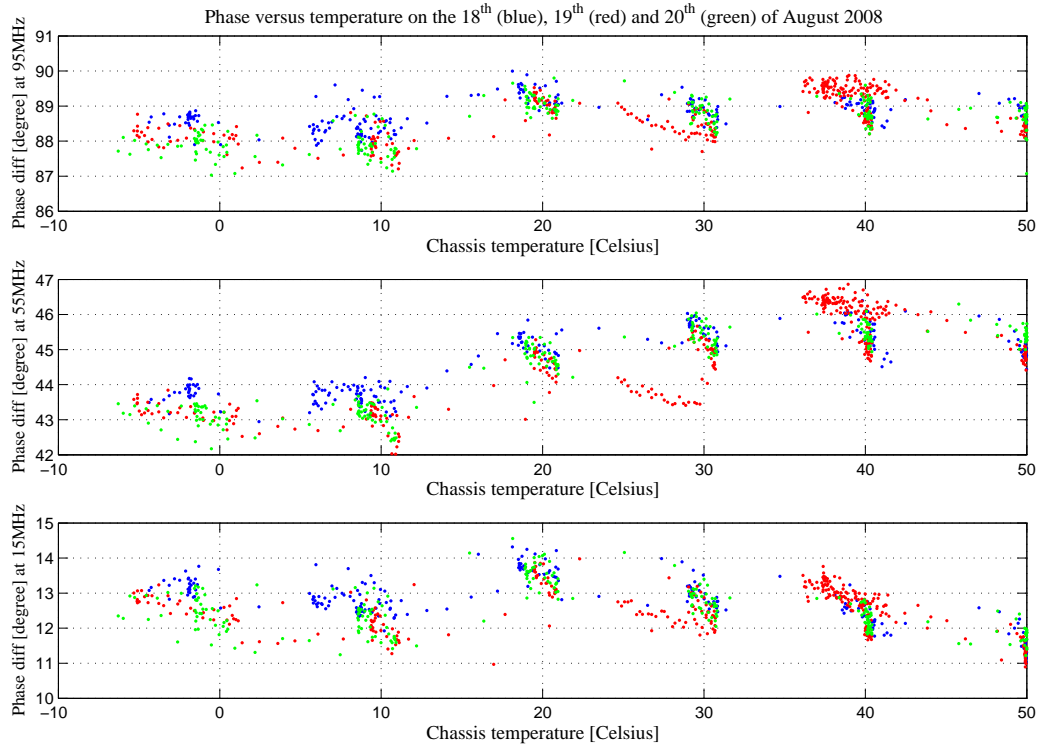 Phase versus temperature on the 18th (blue), 19th (red) and 20th (green) of August 2008
Phase diff [degree] at 95MHz
91
90
89
88
87
86
−10 0 10 20 30 40 50
Chassis temperature [Celsius]
Phase diff [degree] at 55MHz
47
46
45
44
43
42
−10 0 10 20 30 40 50
Chassis temperature [Celsius]
Phase diff [degree] at 15MHz
15
14
13
12
11
10
−10 0 10 20 30 40 50
Chassis temperature [Celsius]